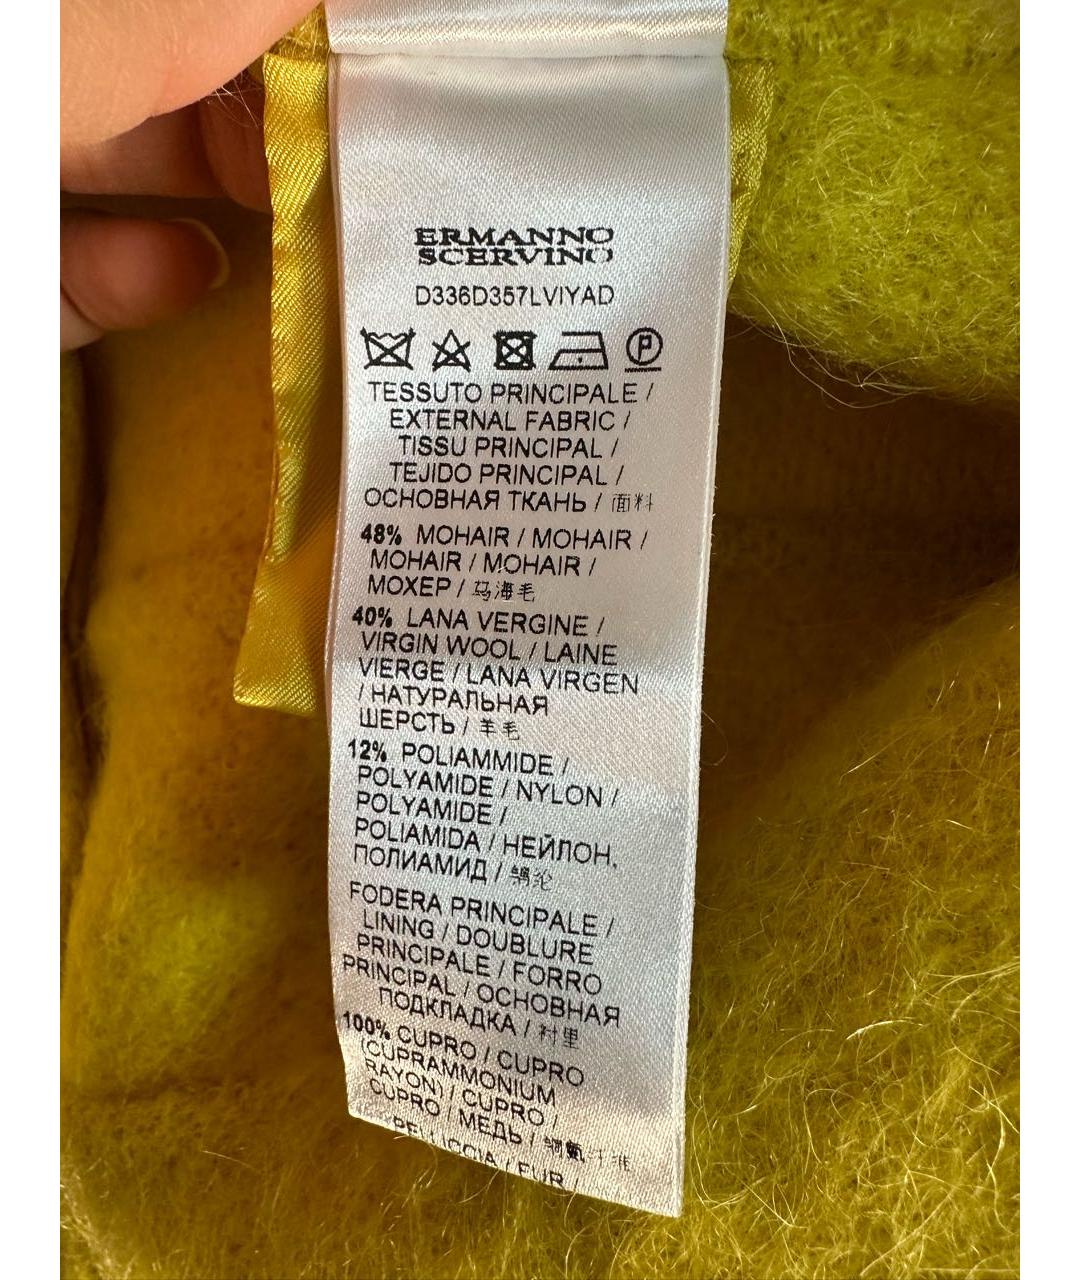 ERMANNO
SCERVINO
D336D357LVIYAD
P
TESSUTO PRINCIPALE /
EXTERNAL FABRIC /
TISSU PRINCIPAL /
TEJIDO PRINCIPAL /
ОСНОВНАЯ ТКАНЬ / 面料
48% MOHAIR / MOHAIR /
MOHAIR / MOHAIR /
МОХЕР / 马海毛
40% LANA VERGINE /
VIRGIN WOOL / LAINE
VIERGE / LANA VIRGEN
/ НАТУРАЛЬНАЯ
ШЕРСТЬ / 羊毛
12% POLIAMMIDE /
POLYAMIDE / NYLON /
POLYAMIDE /
POLIAMIDA / НЕЙЛОН,
ПОЛИАМИД /
FODERA PRINCIPALE /
LINING / DOUBLURE
PRINCIPALE / FORRO
PRINCIPAL / ОСНОВНАЯ
ПОДКЛАДКА / 衬里
100% CUPRO / CUPRO
(CUPRAMMONIUM
RAYON) / CUPRO /
CUPRO / МЕДЬ /
PELLICCIA / FUR /